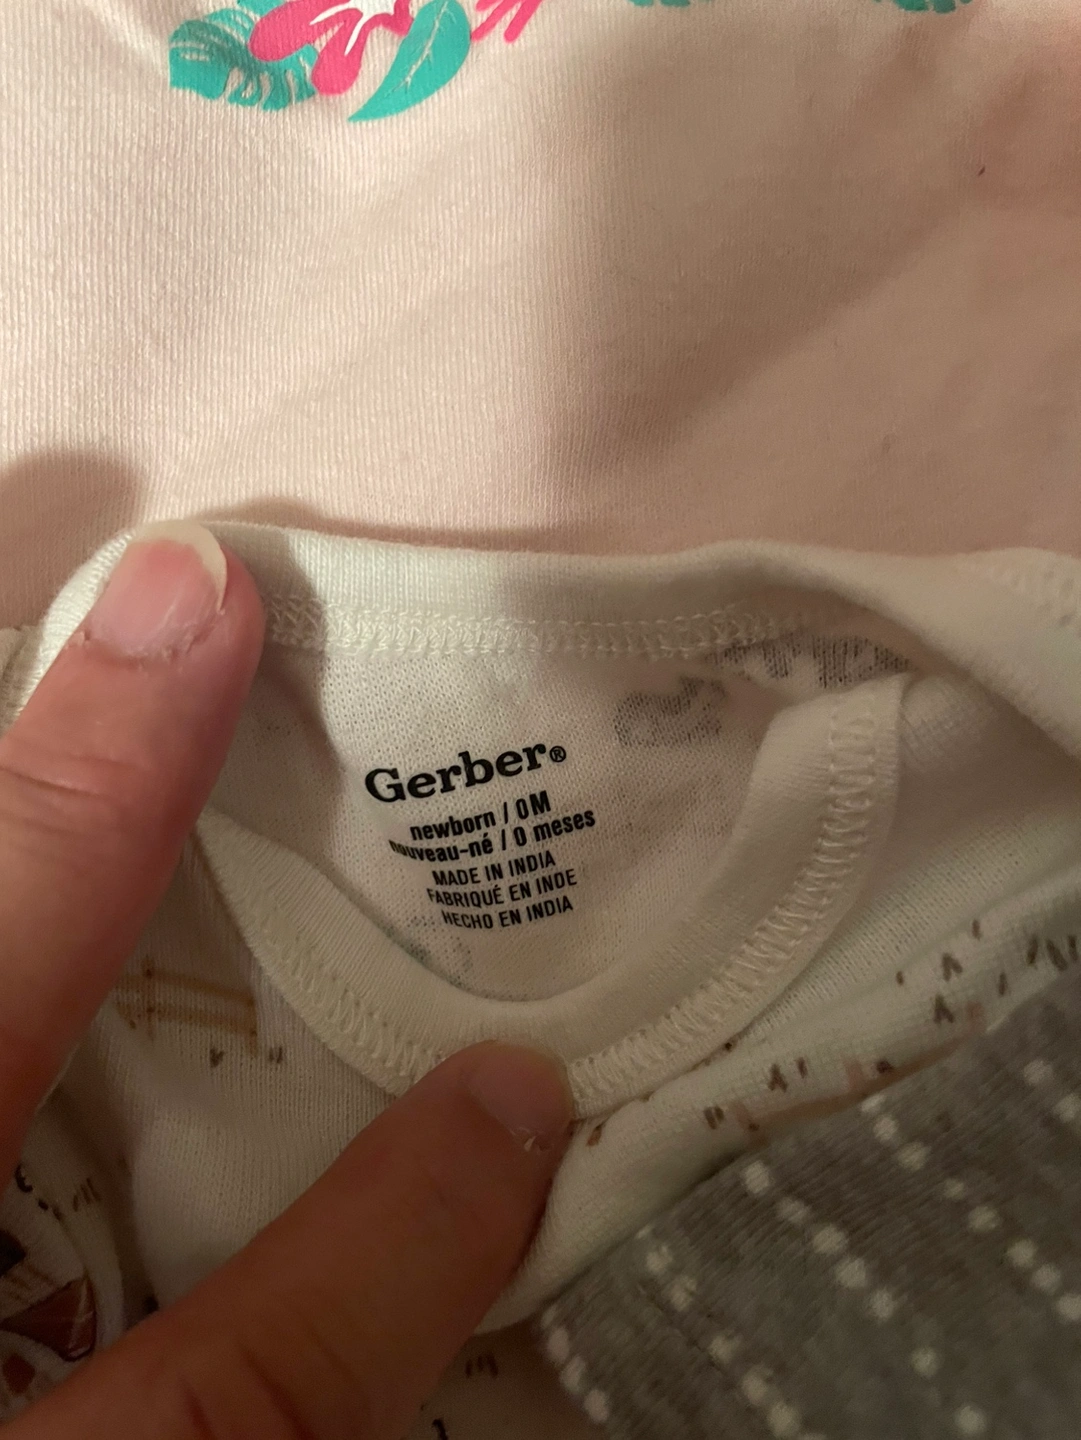 Gerber®
newborn / 0M
nouveau-né / 0 meses
MADE IN INDIA
FABRIQUÉ EN INDE
HECHO EN INDIA